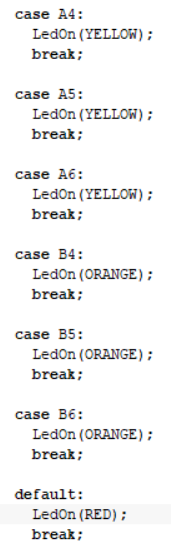 case A4:
LedOn(YELLOW);
break;
case A5:
LedOn(YELLOW);
break;
case A6:
LedOn(YELLOW);
break;
case B4:
LedOn(ORANGE);
break;
case B5:
LedOn(ORANGE);
break;
case B6:
LedOn(ORANGE);
break;
default:
LedOn(RED);
break;